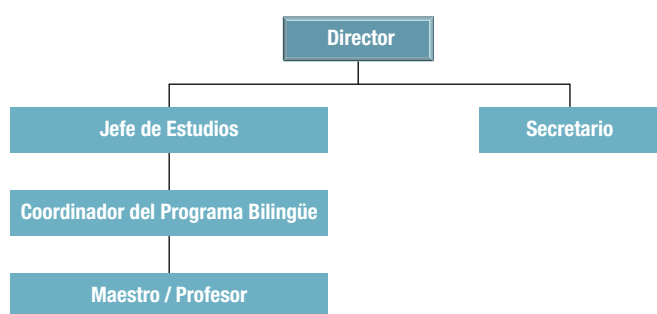 Director
Jefe de Estudios
Secretario
Coordinador del Programa Bilingüe
Maestro / Profesor